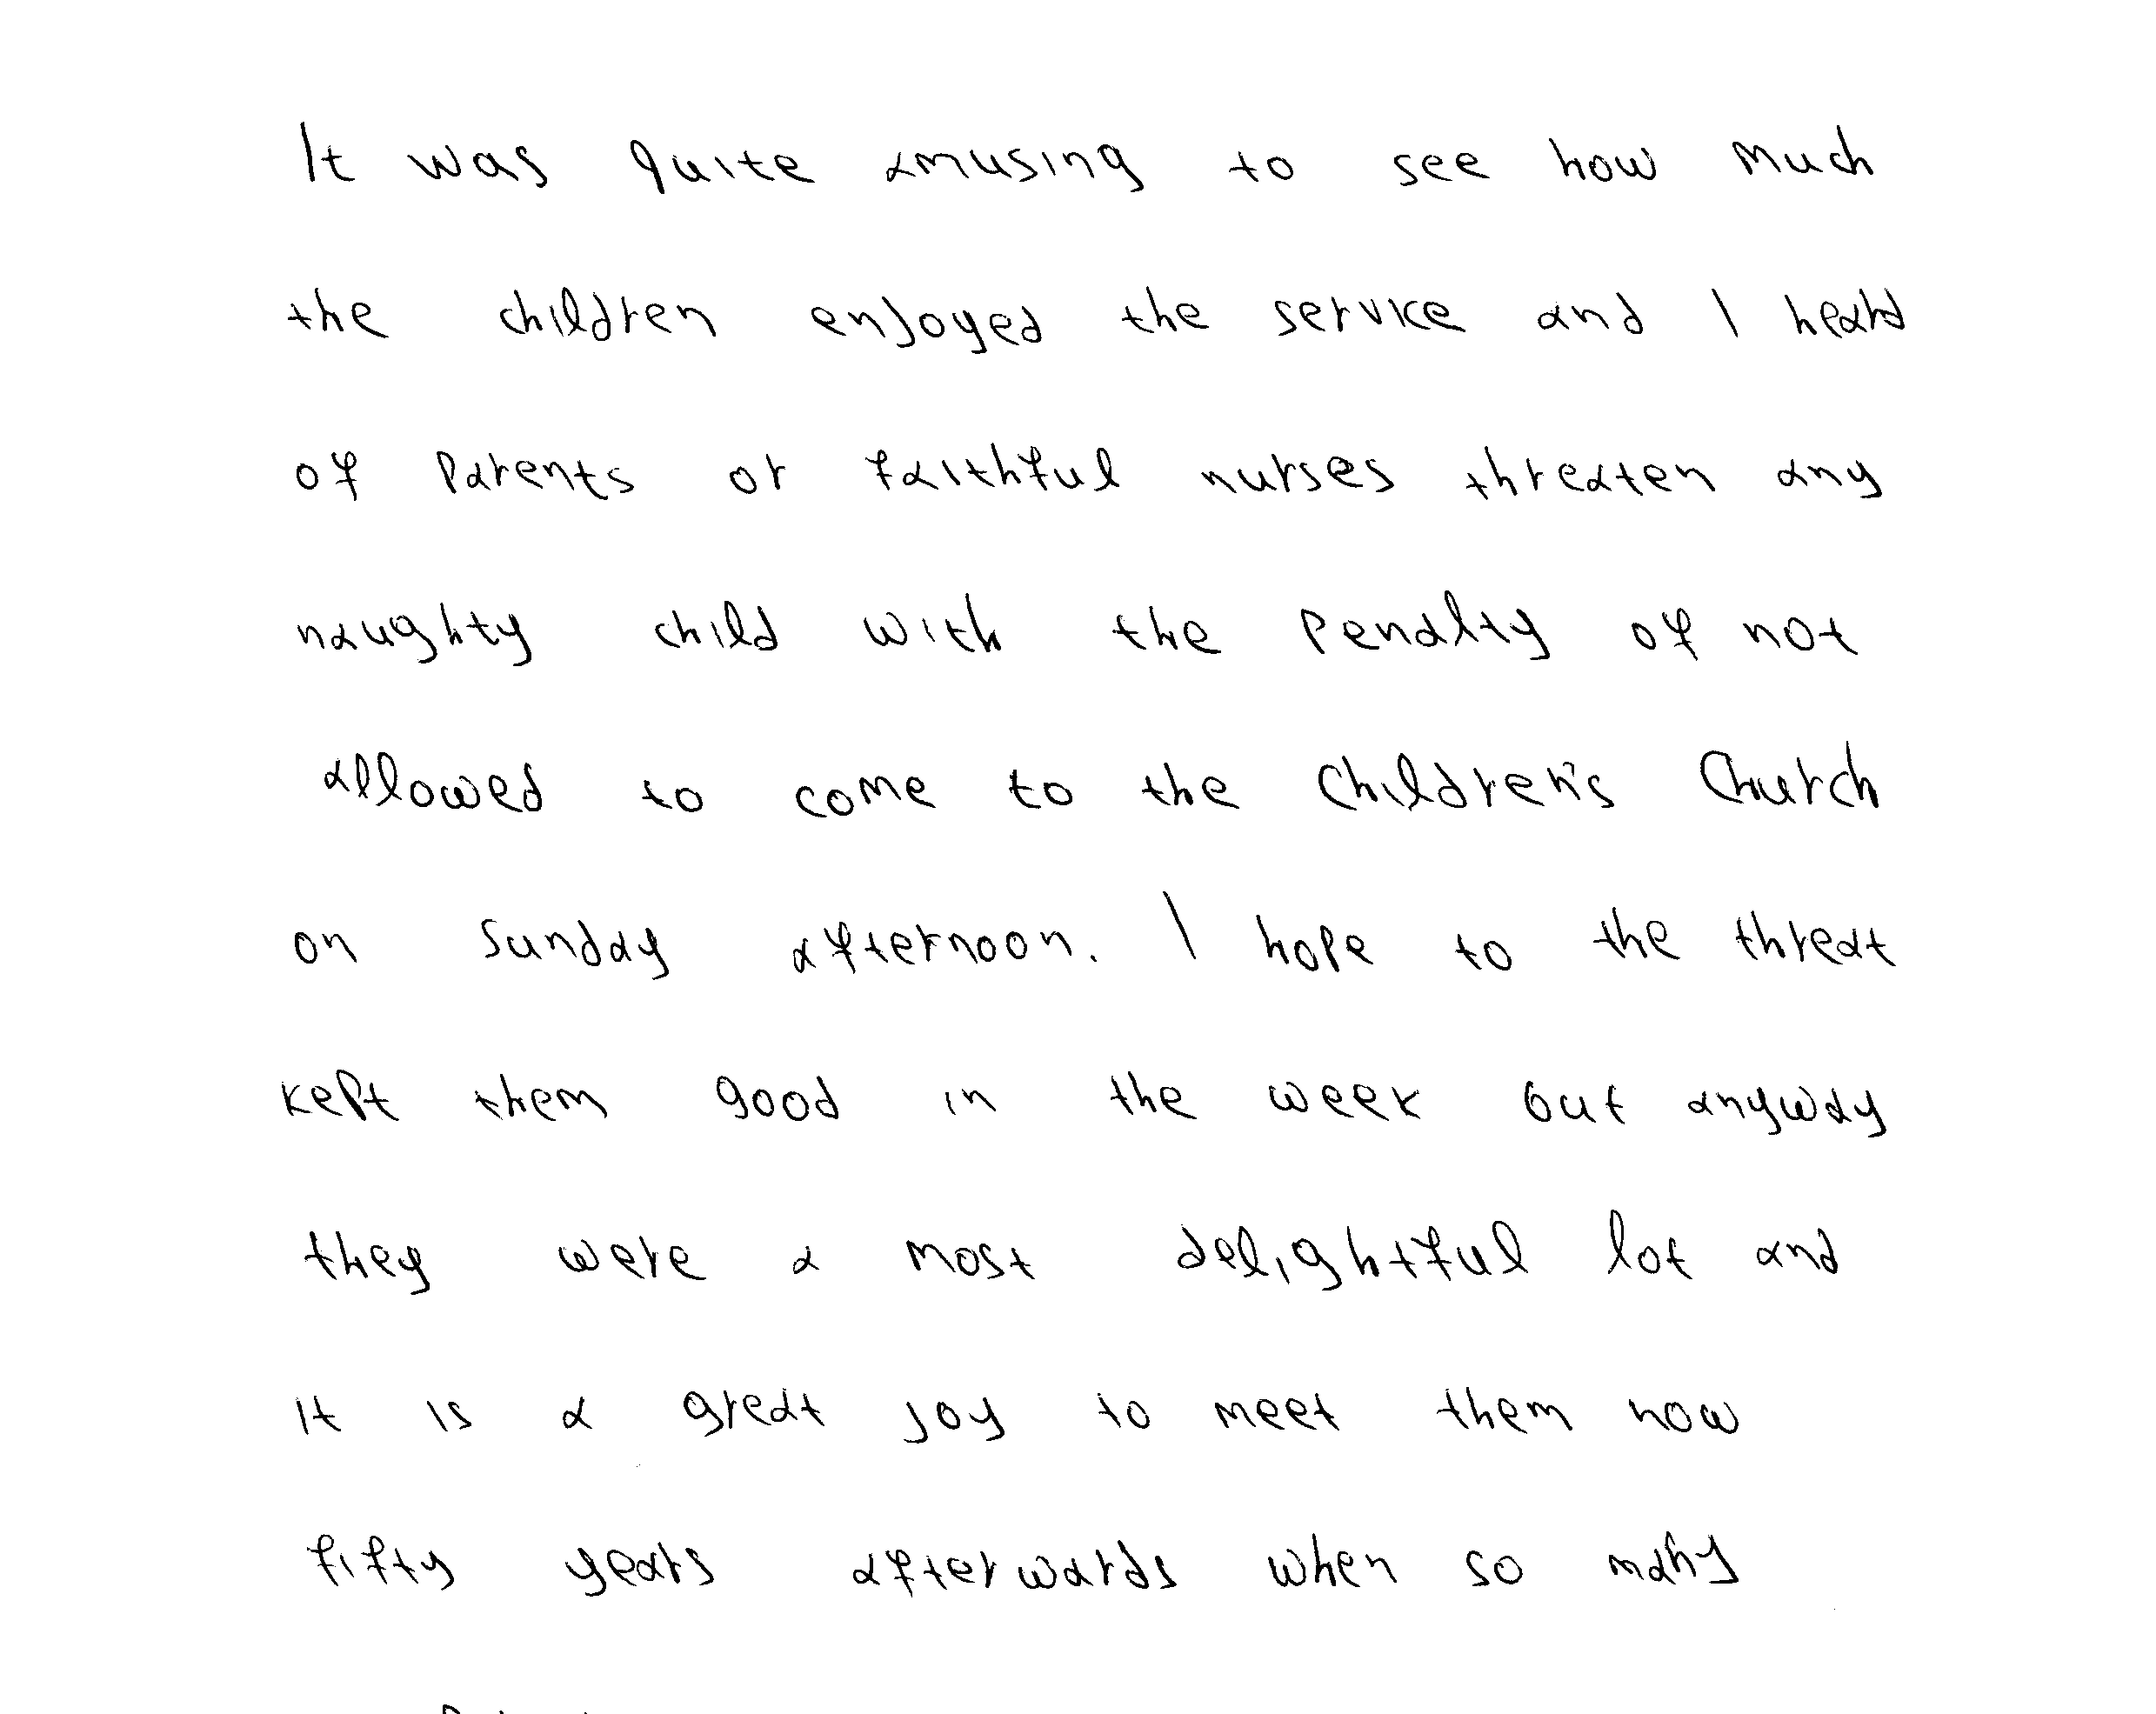 It was quite amusing to see how much
the children enjoyed the service and I heard
of parents or faithful nurses threaten any
naughty child with the penalty of not
allowed to come to the Children's Church
on Sunday afternoon. I hope to the threat
kept them good in the week out anyway
they were a most delightful lot and
it is a great joy to meet them now
fifty years afterwards when so many